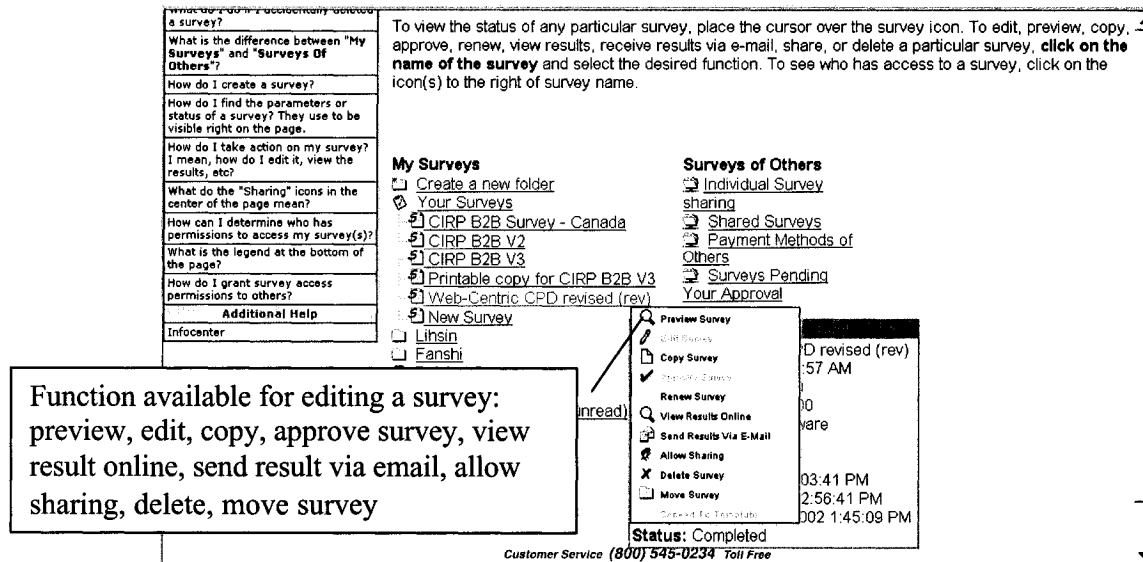 a survey?
What is the difference between "My
Surveys" and "Surveys Of
Others"?
How do I create a survey?
How do I find the parameters or
status of a survey? They use to be
visible right on the page.
How do I take action on my survey?
I mean, how do I edit it, view the
results, etc?
What do the "Sharing" icons in the
center of the page mean?
How can I determine who has
permissions to access my survey(s)?
What is the legend at the bottom of
the page?
How do I grant survey access
permissions to others?
Additional Help
Infocenter
To view the status of any particular survey, place the cursor over the survey icon. To edit, preview, copy,
approve, renew, view results, receive results via e-mail, share, or delete a particular survey, click on the
name of the survey and select the desired function. To see who has access to a survey, click on the
icon(s) to the right of survey name.
My Surveys
Create a new folder
Your Surveys
CIRP B2B Survey - Canada
CIRP B2B V2
CIRP B2B V3
Printable copy for CIRP B2B V3
Web-Centric CPD revised (rev)
New Survey
Lihsin
Fanshi
Surveys of Others
Individual Survey
sharing
Shared Surveys
Payment Methods of
Others
Surveys Pending
Your Approval
Preview Survey
Edit Survey
Copy Survey
Approve Survey
Renew Survey
View Results Online
Send Results Via E-Mail
Allow Sharing
Delete Survey
Move Survey
Convert To Template
PD revised (rev)
:57 AM
00
ware
03:41 PM
2:56:41 PM
002 1:45:09 PM
Status: Completed
unread)
Function available for editing a survey:
preview, edit, copy, approve survey, view
result online, send result via email, allow
sharing, delete, move survey
Customer Service (800) 545-0234 Toll Free